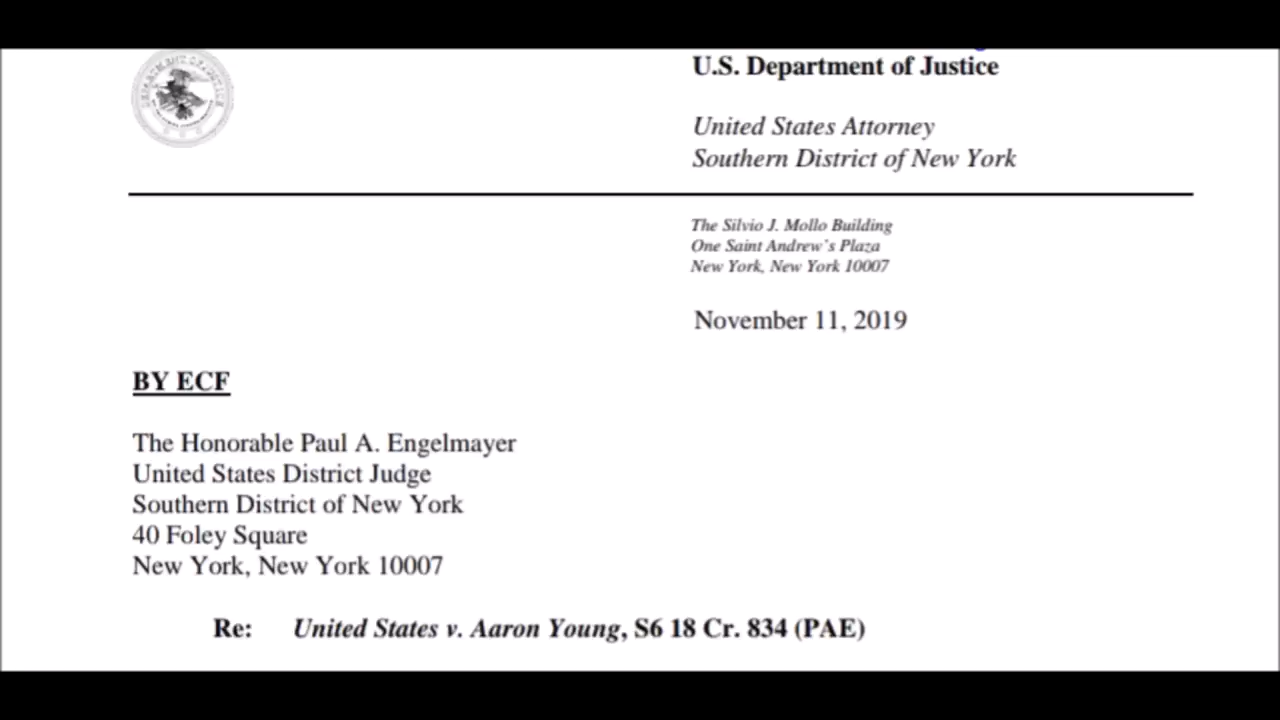 U.S. Department of Justice
United States Attorney
Southern District of New York
The Silvio J. Mollo Building
One Saint Andrew's Plaza
New York, New York 10007
November 11, 2019
BY ECF
The Honorable Paul A. Engelmayer
United States District Judge
Southern District of New York
40 Foley Square
New York, New York 10007
Re: United States v. Aaron Young, S6 18 Cr. 834 (PAE)